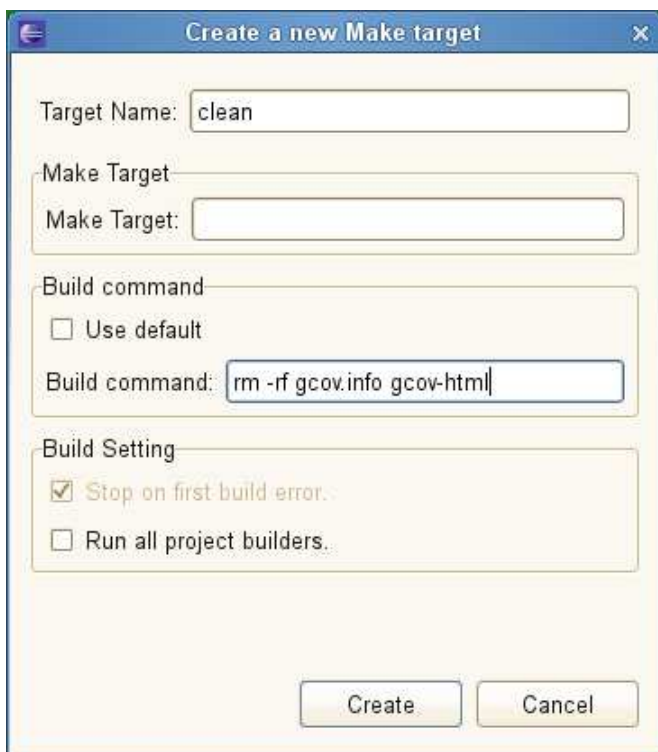 Create a new Make target
Target Name: clean
Make Target
Make Target:
Build command
Use default
Build command: rm -rf gcov.info gcov-html
Build Setting
Stop on first build error.
Run all project builders.
Create Cancel